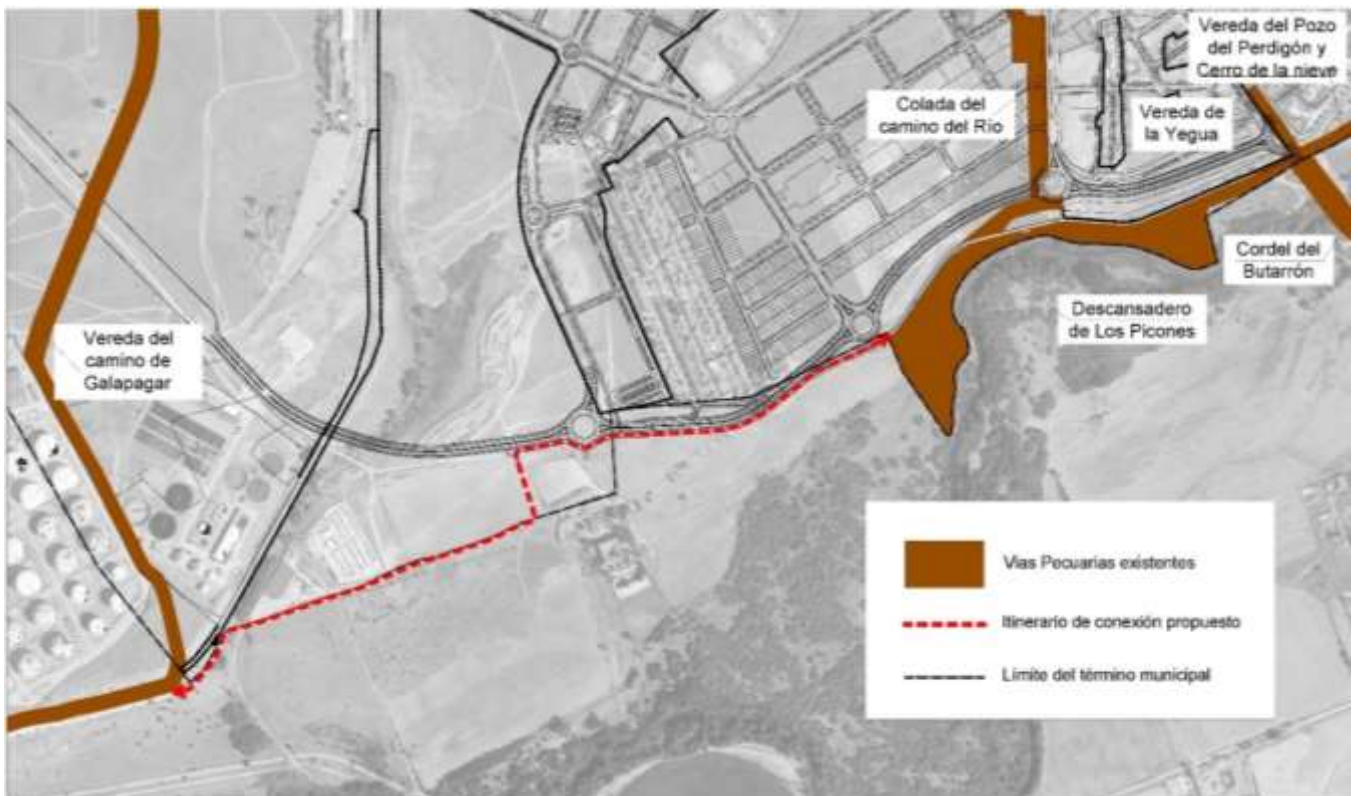 Vereda del Pozo
del Perdigón y
Cerro de la nieve
Colada del
camino del Río
Vereda de
la Yegua
Cordel del
Butarrón
Descansadero
de Los Picones
Vereda del
camino de
Galapagar
Vías Pecuarias existentes
Itinerario de conexión propuesto
Límite del término municipal